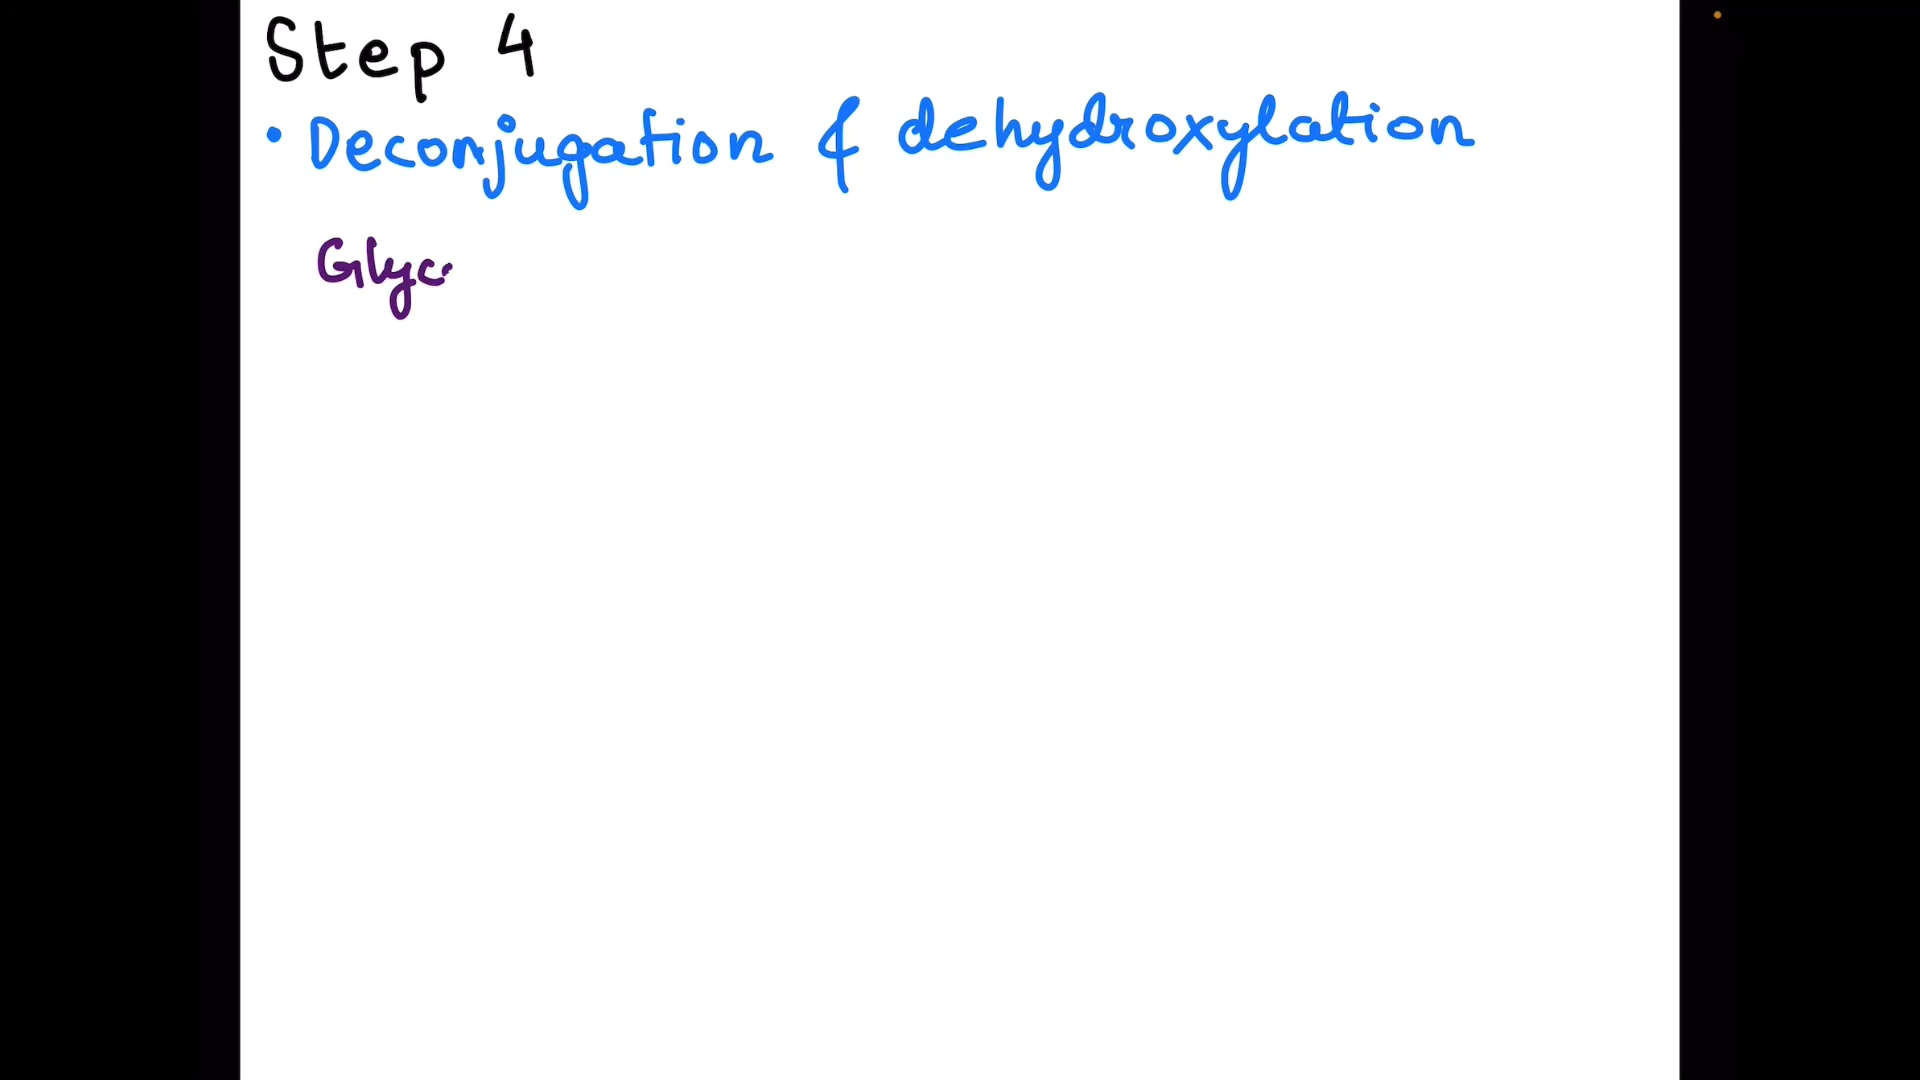 Step 4
• Deconjugation & dehydroxylation
Glyc